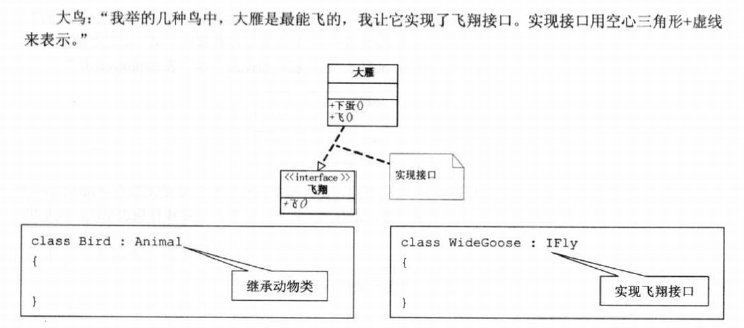 大鸟：“我举的几种鸟中，大雁是最能飞的，我让它实现了飞翔接口。实现接口用空心三角形+虚线
来表示。”
大雁
+下蛋()
+飞()
<<interface>>
飞翔
+飞()
实现接口
class Bird : Animal
{
继承动物类
}
class WideGoose : IFly
{
实现飞翔接口
}